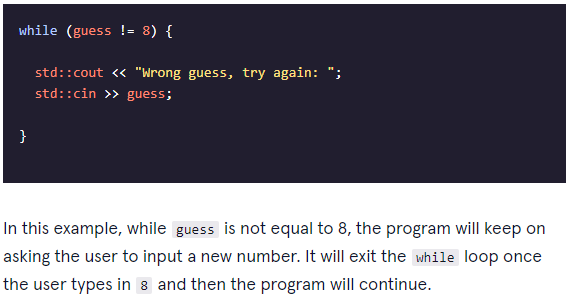 while (guess != 8) {
std::cout << "Wrong guess, try again: ";
std::cin >> guess;
}
In this example, while guess is not equal to 8, the program will keep on
asking the user to input a new number. It will exit the while loop once
the user types in 8 and then the program will continue.